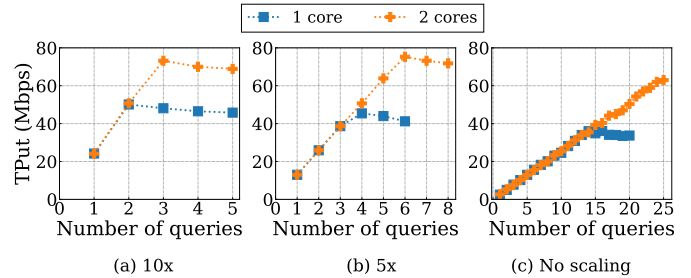 1 core 2 cores
TPut (Mbps)
80
60
40
20
0
0 1 2 3 4 5
Number of queries
(a) 10x
80
60
40
20
0
0 1 2 3 4 5 6 7 8
Number of queries
(b) 5x
80
60
40
20
0
0 5 10 15 20 25
Number of queries
(c) No scaling